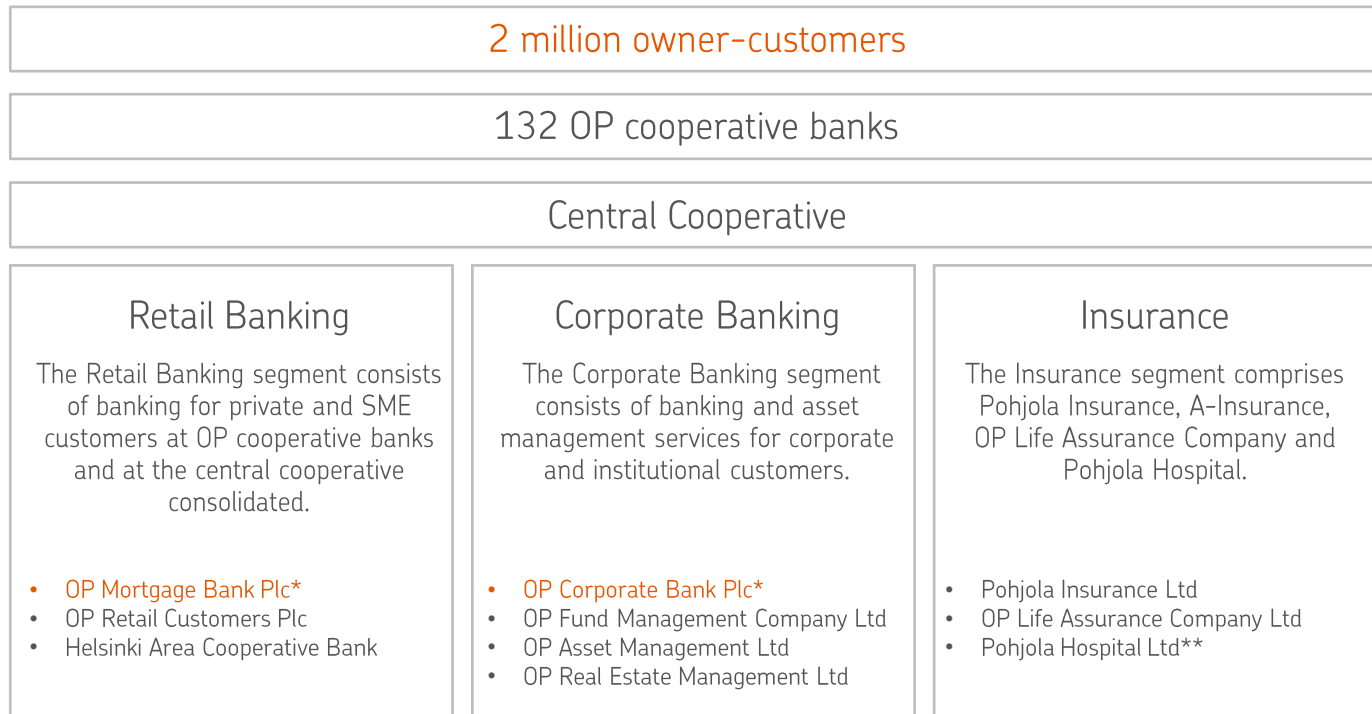 2 million owner-customers
132 OP cooperative banks
Central Cooperative
Retail Banking
The Retail Banking segment consists
of banking for private and SME
customers at OP cooperative banks
and at the central cooperative
consolidated.
• OP Mortgage Bank Plc*
• OP Retail Customers Plc
• Helsinki Area Cooperative Bank
Corporate Banking
The Corporate Banking segment
consists of banking and asset
management services for corporate
and institutional customers.
• OP Corporate Bank Plc*
• OP Fund Management Company Ltd
• OP Asset Management Ltd
• OP Real Estate Management Ltd
Insurance
The Insurance segment comprises
Pohjola Insurance, A-Insurance,
OP Life Assurance Company and
Pohjola Hospital.
• Pohjola Insurance Ltd
• OP Life Assurance Company Ltd
• Pohjola Hospital Ltd**